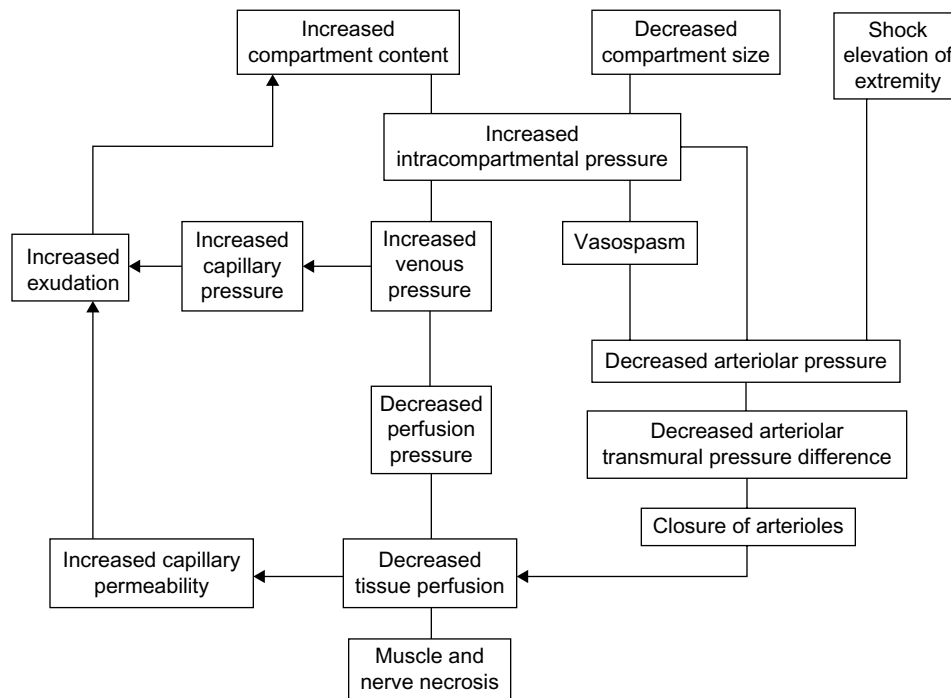 Increased
compartment content
Decreased
compartment size
Shock
elevation of
extremity
Increased
intracompartmental pressure
Increased
exudation
Increased
capillary
pressure
Increased
venous
pressure
Vasospasm
Decreased arteriolar pressure
Decreased
perfusion
pressure
Decreased arteriolar
transmural pressure difference
Closure of arterioles
Increased capillary
permeability
Decreased
tissue perfusion
Muscle and
nerve necrosis